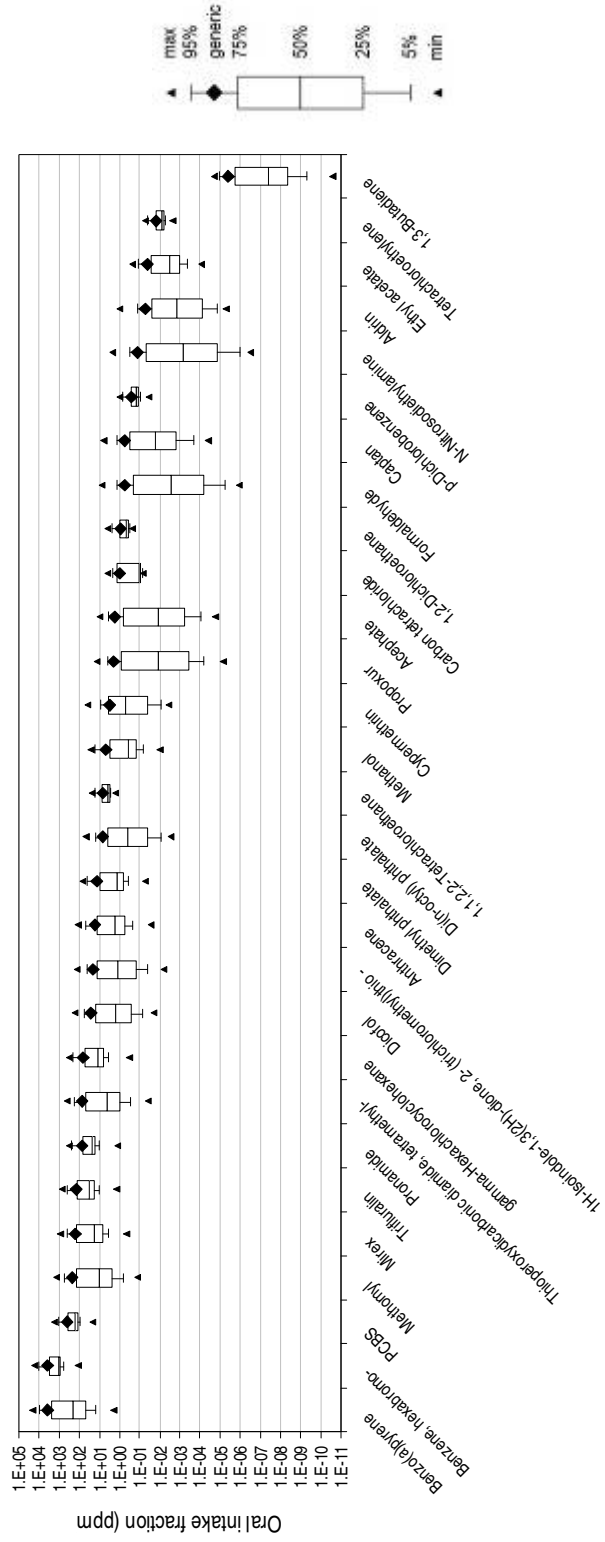 Oral intake fraction (ppm)
1.E+05
1.E+04
1.E+03
1.E+02
1.E+01
1.E+00
1.E-01
1.E-02
1.E-03
1.E-04
1.E-05
1.E-06
1.E-07
1.E-08
1.E-09
1.E-10
1.E-11
Benzo(a)pyrene
Benzene, hexabromo-
PCBS
Methomyl
Mirex
Trifluralin
Pronamide
Thioperoxydicarbonic diamide, tetramethyl-
gamma-Hexachlorocyclohexane
Dicofol
1H-Isoindole-1,3(2H)-dione, 2- (trichloromethyl)thio -
Anthracene
Dimethyl phthalate
Di(n-octyl) phthalate
1,1,2,2-Tetrachloroethane
Methanol
Cypermethrin
Propoxur
Acephate
Carbon tetrachloride
1,2-Dichloroethane
Formaldehyde
Captan
p-Dichlorobenzene
N-Nitrosodiethylamine
Aldrin
Ethyl acetate
Tetrachloroethylene
1,3-Butadiene
max
95%
generic
75%
50%
25%
5%
min